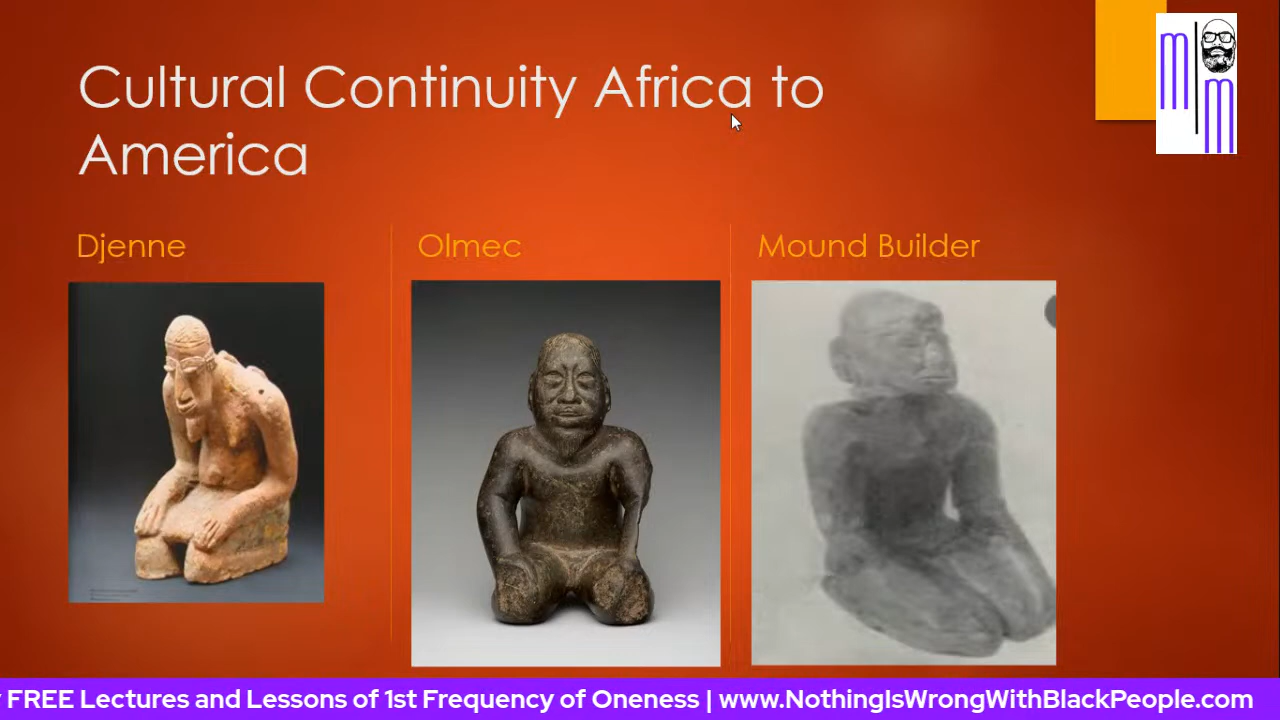 Cultural Continuity Africa to
America
m
m
Djenne
Olmec
Mound Builder
FREE Lectures and Lessons of 1st Frequency of Oneness | www.NothingIsWrongWithBlackPeople.com